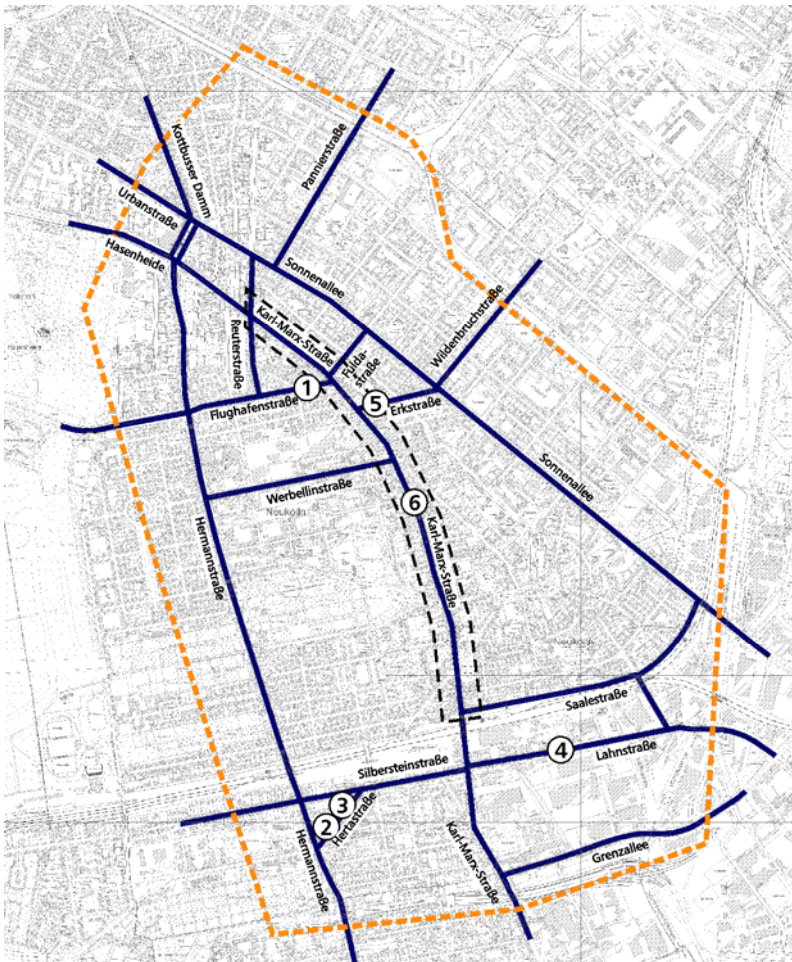 Kottbusser Damm
Pannierstraße
Urbanstraße
Hasenheide
Sonnenallee
Karl-Marx-Straße
Reuterstraße
Fulda-
straße
Wildenbruchstraße
1
5
Flughafenstraße
Erkstraße
Sonnenallee
Werbellinstraße
6
Neukölln
Hermannstraße
Karl-Marx-Straße
Neukölln
Saalestraße
4
Lahnstraße
Silbersteinstraße
3
2
Hertastraße
Hermannstraße
Karl-Marx-Straße
Grenzallee